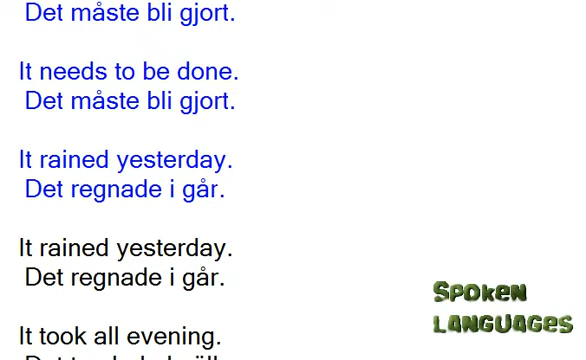 Det måste bli gjort.
It needs to be done.
Det måste bli gjort.
It rained yesterday.
Det regnade i går.
It rained yesterday.
Det regnade i går.
It took all evening.
SPOKEN
LANGUAGES